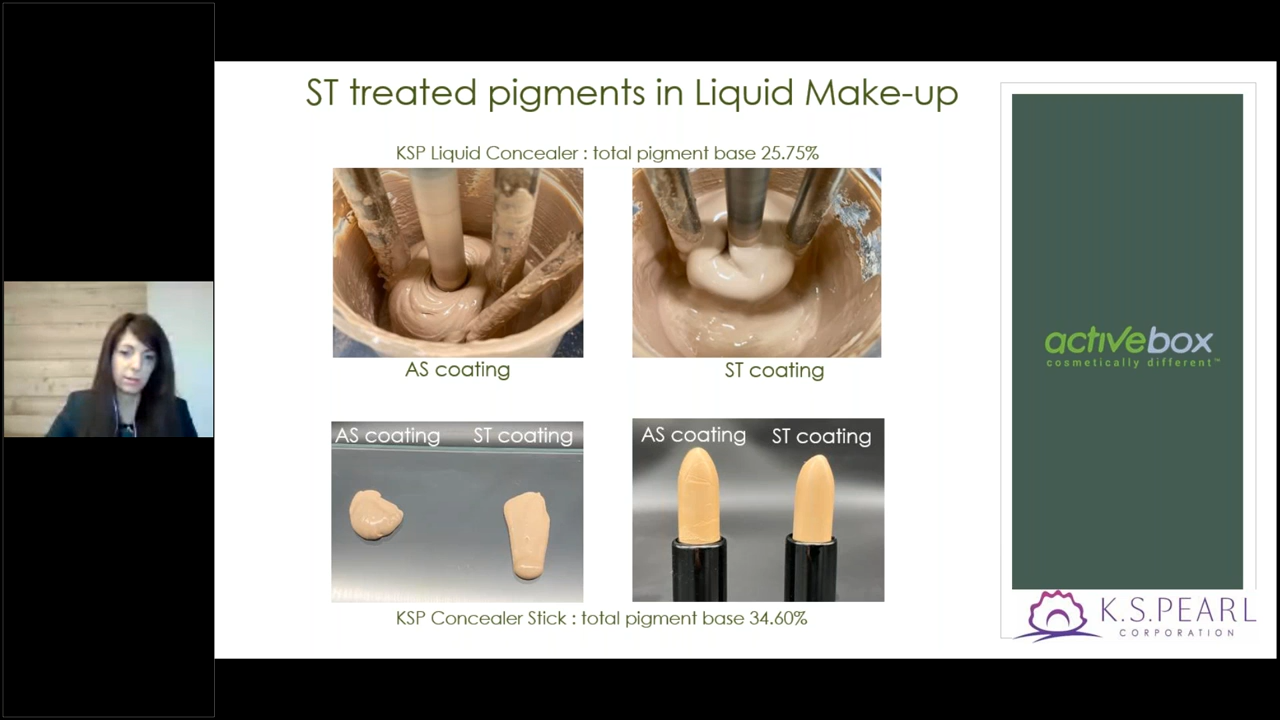 ST treated pigments in Liquid Make-up
KSP Liquid Concealer : total pigment base 25.75%
AS coating
ST coating
AS coating
ST coating
AS coating
ST coating
KSP Concealer Stick : total pigment base 34.60%
activebox
cosmetically different™
K.S.PEARL
CORPORATION